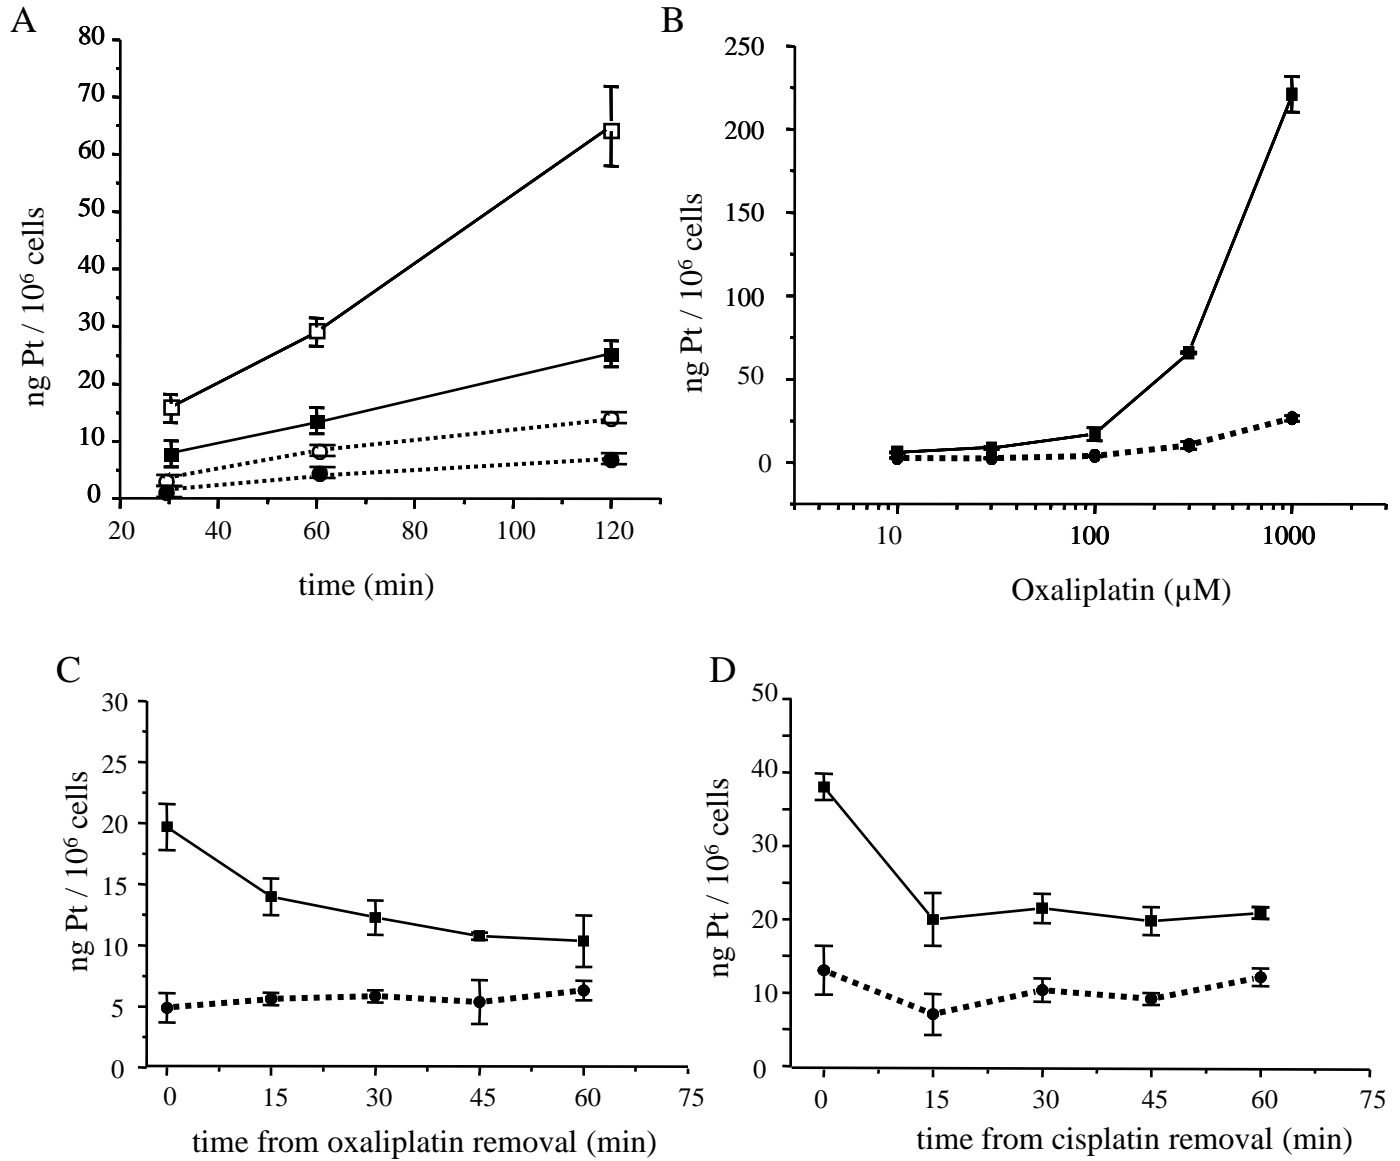 A
80
70
60
50
40
30
20
10
0
ng Pt / 10⁶ cells
20 40 60 80 100 120
time (min)
B
250
200
150
100
50
0
ng Pt / 10⁶ cells
10 100 1000
Oxaliplatin (µM)
C
30
25
20
15
10
5
0
ng Pt / 10⁶ cells
0 15 30 45 60 75
time from oxaliplatin removal (min)
D
50
40
30
20
10
0
ng Pt / 10⁶ cells
0 15 30 45 60 75
time from cisplatin removal (min)